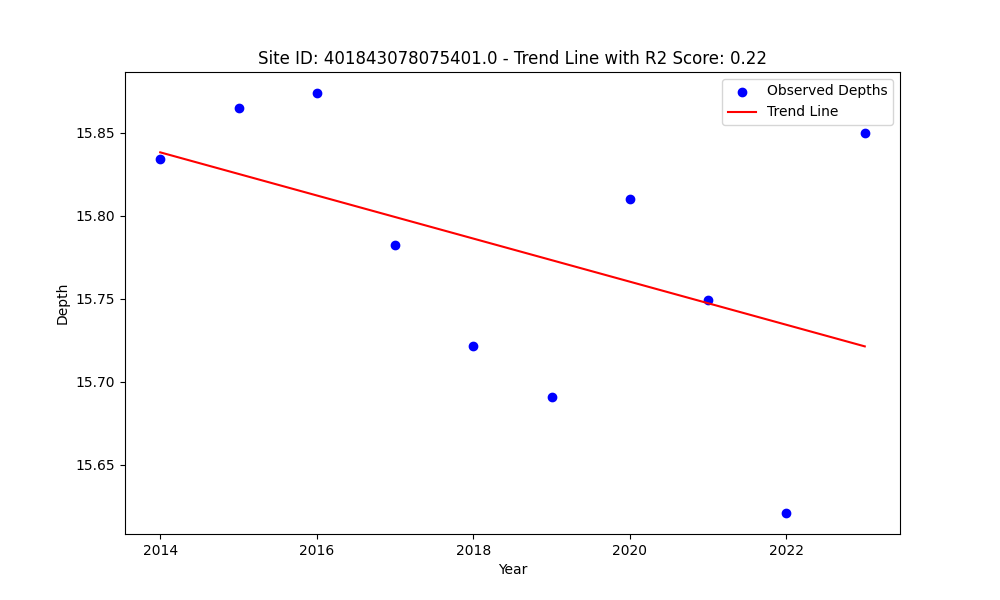 Site ID: 401843078075401.0 - Trend Line with R2 Score: 0.22
Observed Depths
Trend Line
Depth
15.85
15.80
15.75
15.70
15.65
2014
2016
2018
2020
2022
Year